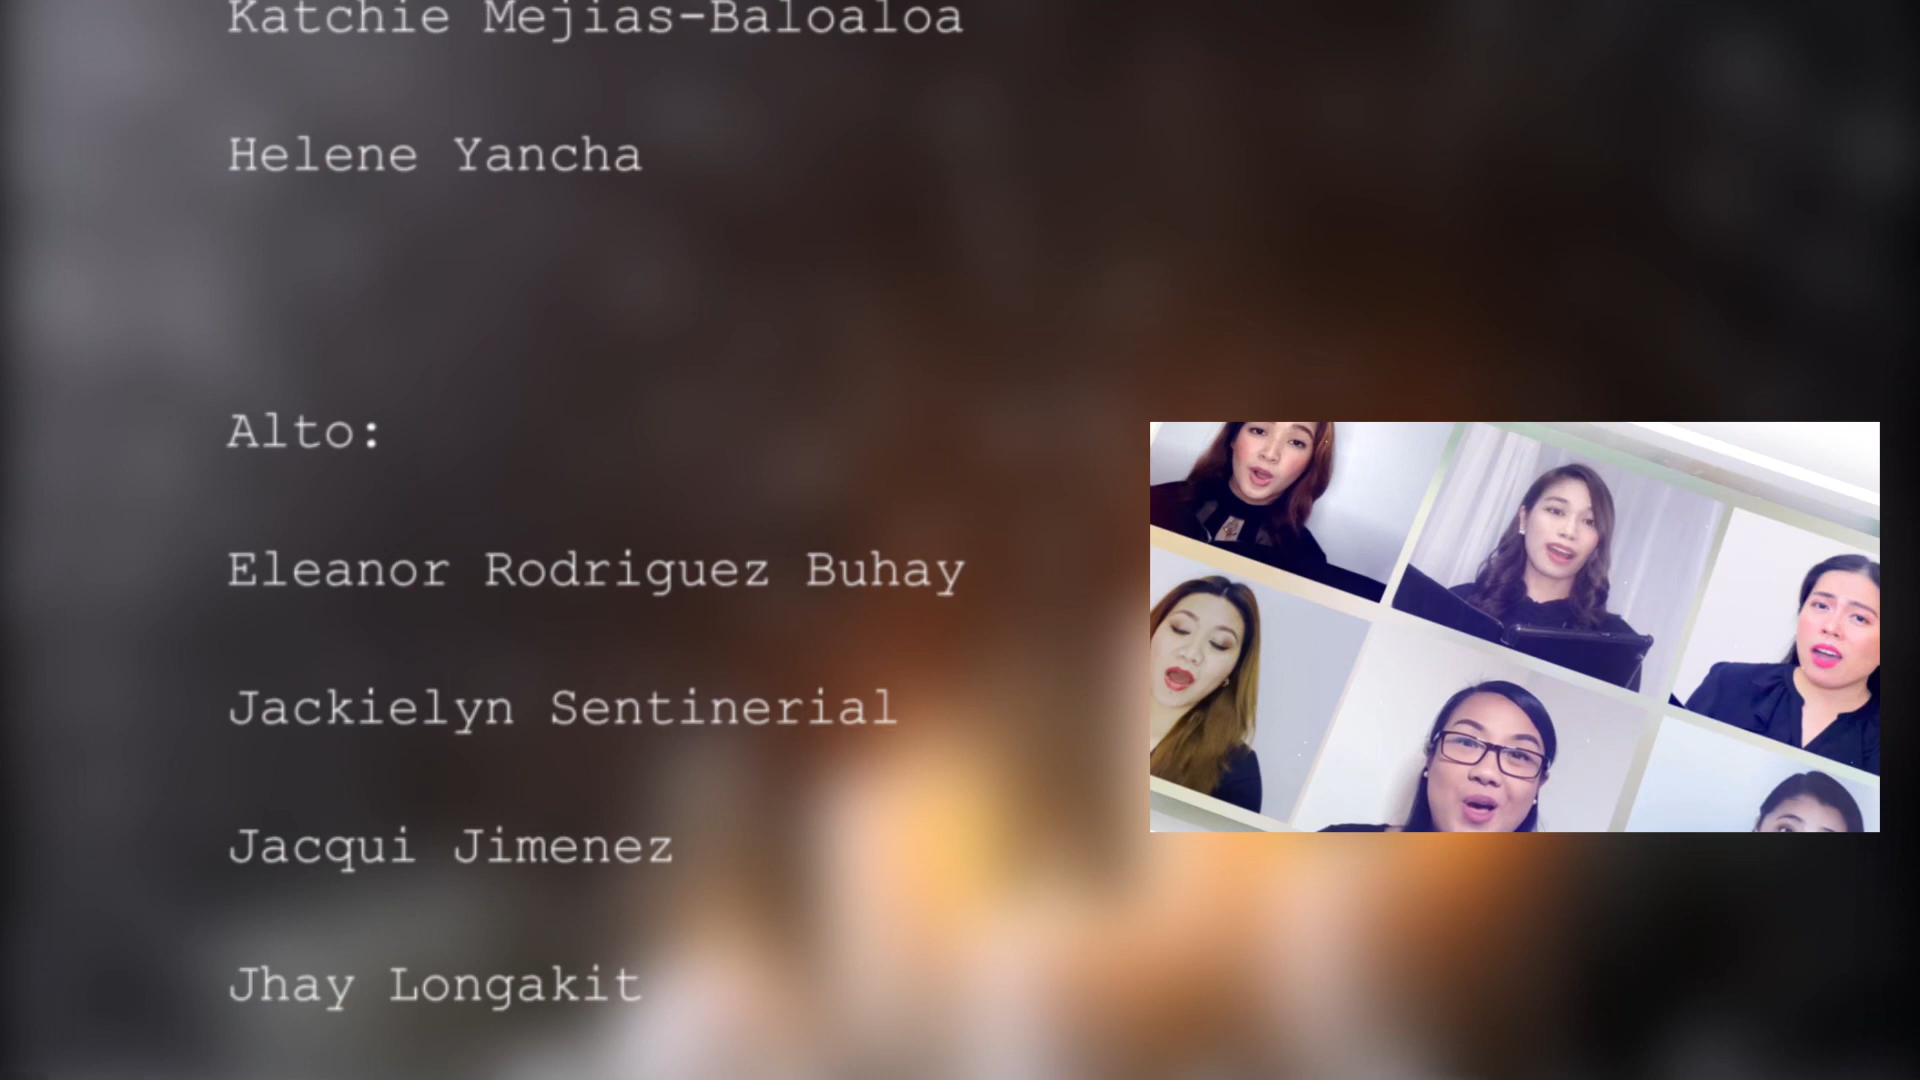 Katchie Mejias-Baloaloa
Helene Yancha
Alto:
Eleanor Rodriguez Buhay
Jackielyn Sentinerial
Jacqui Jimenez
Jhay Longakit